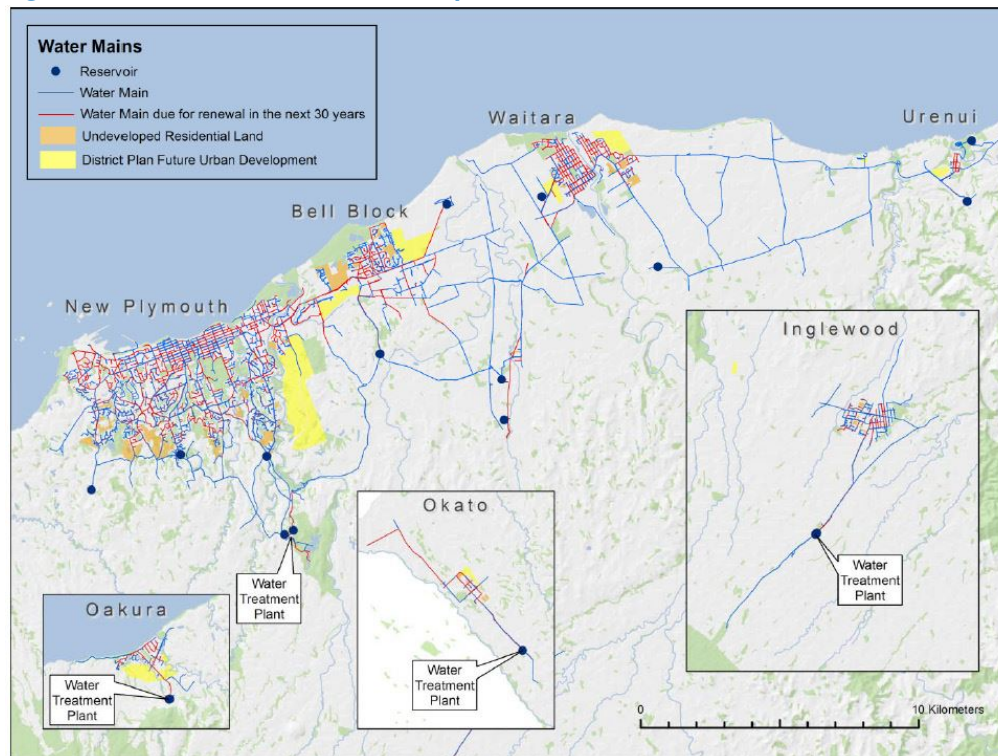 Water Mains
Reservoir
Water Main
Water Main due for renewal in the next 30 years
Undeveloped Residential Land
District Plan Future Urban Development
Waitara
Urenui
Bell Block
New Plymouth
Inglewood
Okato
Water
Treatment
Plant
Water
Treatment
Plant
Oakura
Water
Treatment
Plant
Water
Treatment
Plant
0
10 Kilometers